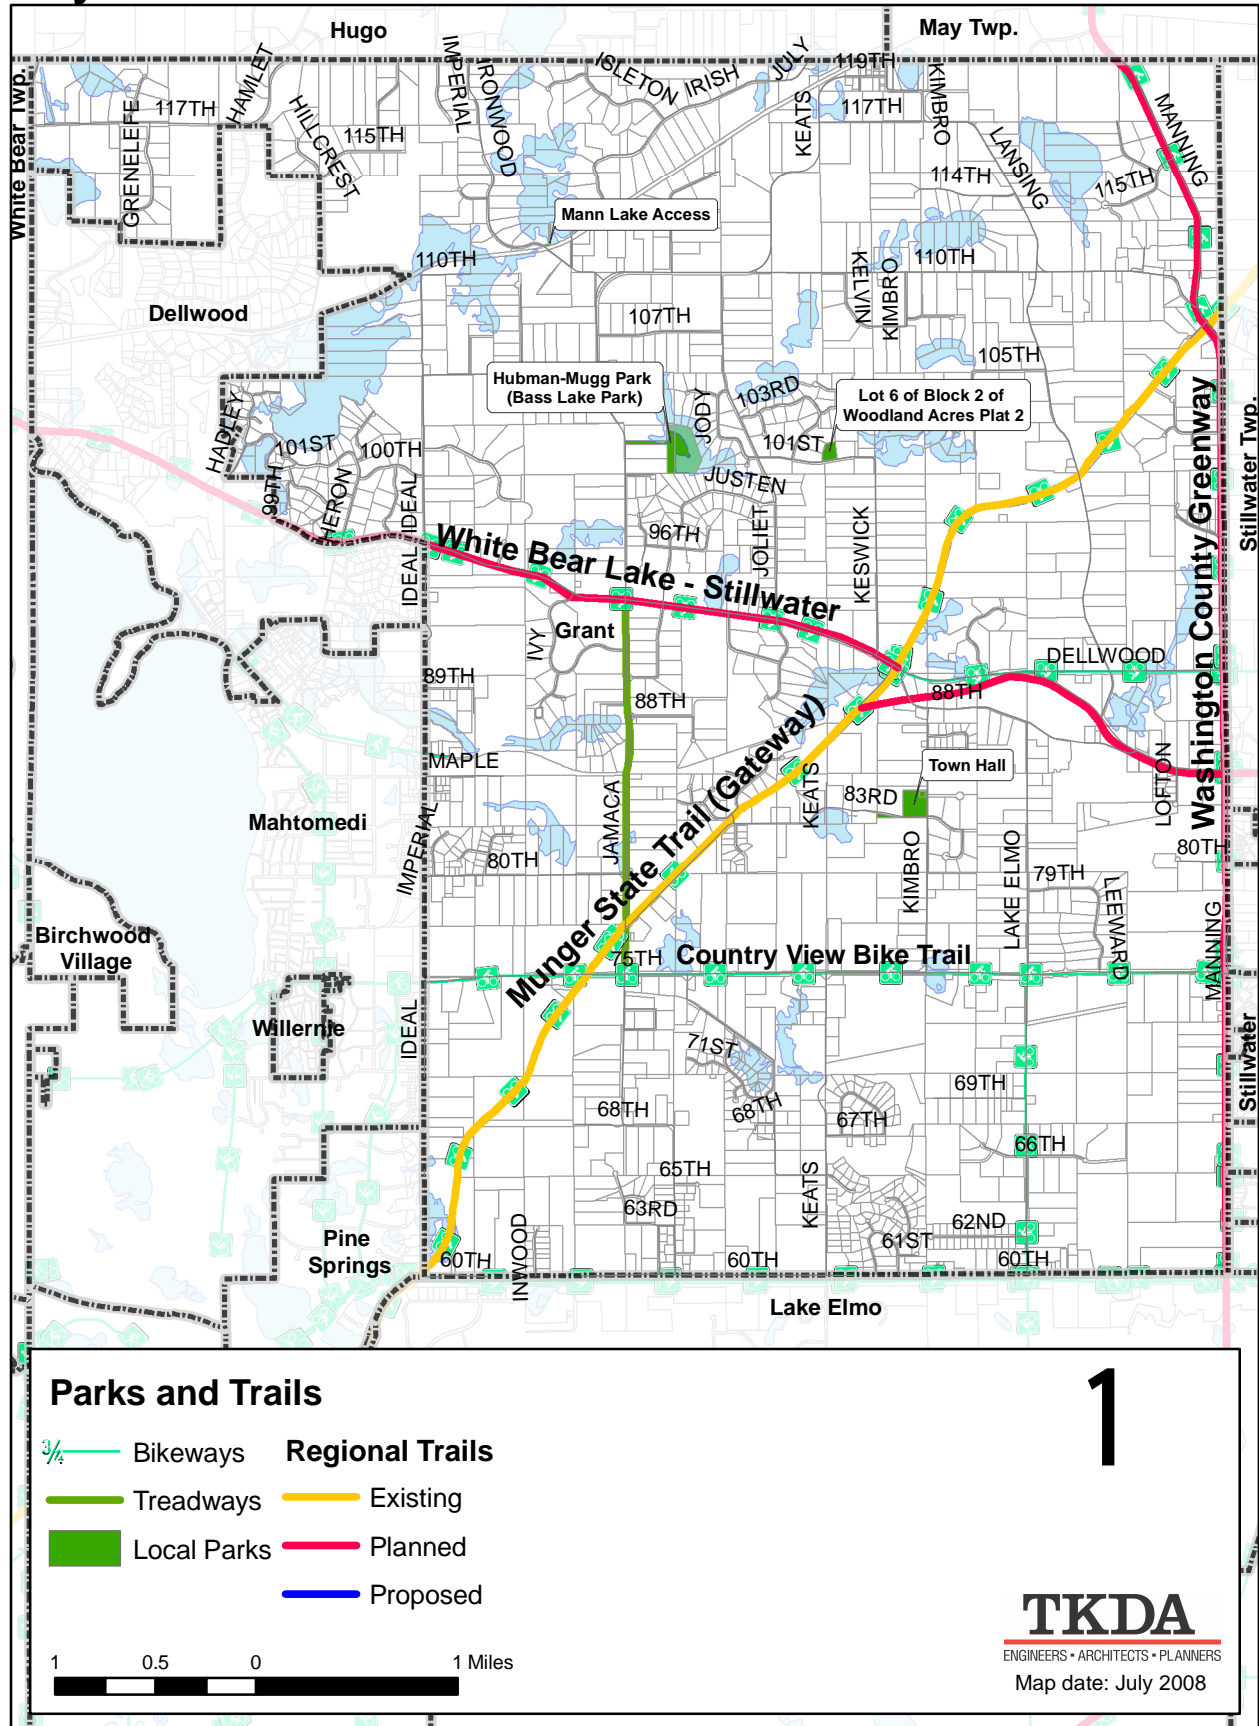 Hugo
May Twp.
White Bear Twp.
119TH
HAMLET
IMPERIAL
IRONWOOD
ISLETON
IRISH
JULY
KEATS
117TH
KIMBRO
MANNING
GRENELEFE
117TH
HILLCREST
115TH
LANSING
114TH
115TH
Mann Lake Access
110TH
110TH
KELVIN
KIMBRO
Dellwood
107TH
105TH
Hubman-Mugg Park
(Bass Lake Park)
JODY
103RD
Lot 6 of Block 2 of
Woodland Acres Plat 2
HADLEY
101ST
100TH
101ST
99TH
HERON
IDEAL
IDEAL
JUSTEN
Washington County Greenway
Stillwater Twp.
White Bear Lake - Stillwater
96TH
JOLIET
KESWICK
IVY
Grant
DELLWOOD
89TH
88TH
88TH
MAPLE
Munger State Trail (Gateway)
KEATS
Town Hall
LOFTON
83RD
Mahtomedi
IMPERIAL
JAMACA
80TH
KIMBRO
LAKE ELMO
80TH
79TH
LEEWARD
MANNING
Birchwood
Village
75TH
Country View Bike Trail
Willernie
IDEAL
71ST
Stillwater
68TH
68TH
69TH
67TH
66TH
65TH
KEATS
63RD
62ND
61ST
Pine
Springs
60TH
INWOOD
60TH
60TH
Lake Elmo
Parks and Trails
1
Bikeways
Regional Trails
Treadways
Existing
Local Parks
Planned
Proposed
TKDA
ENGINEERS • ARCHITECTS • PLANNERS
Map date: July 2008
1 0.5 0 1 Miles